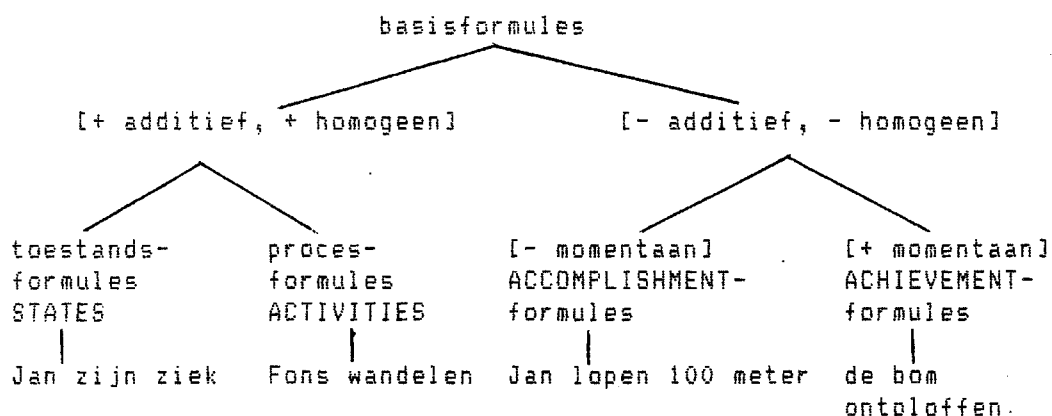 basisformules
[+ additief, + homogeen] [- additief, - homogeen]
toestands- proces- [- momentaan] [+ momentaan]
formules formules ACCOMPLISHMENT- ACHIEVEMENT-
STATES ACTIVITIES formules formules
Jan zijn ziek Fons wandelen Jan lopen 100 meter de bom
ontploffen.